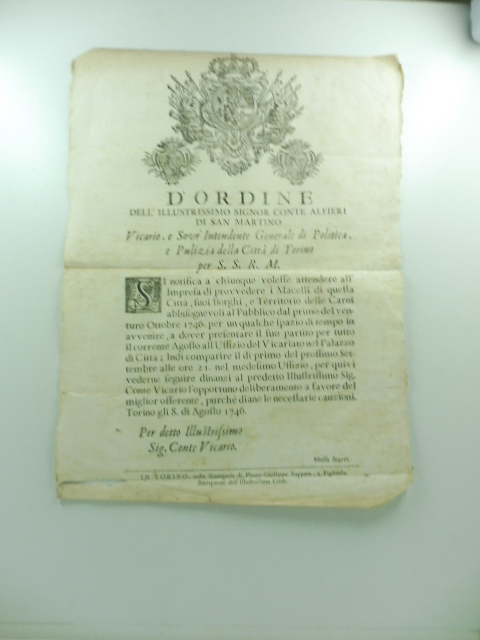 D'ORDINE
DELL' ILLUSTRISSIMO SIGNOR CONTE ALFIERI
DI SAN MARTINO
Vicario, e Sovr' Intendente Generale di Politica,
e Pulizia della Città di Torino
per S. S. R. M.
SI notifica a chiunque volesse attendere all'
Impresa di provvedere i Macelli di questa
Città, suoi Borghi, e Territorio delle Carni
abbisognevoli al Pubblico dal primo del ven-
turo Ottobre 1746. per un qualche spazio di tempo in
avvenire, a dover presentare il suo partito per tutto
il corrente Agosto all' Uffizio del Vicariato nel Palazzo
di Città; Indi comparire il dì primo del prossimo Set-
tembre alle ore 21. nel medesimo Uffizio, per quivi
vederne seguire dinanzi al predetto Illustrissimo Sig.
Conte Vicario l'opportuno deliberamento a favore del
miglior offerente, purchè diane le necessarie cauzioni.
Torino gli 8. di Agosto 1746.
Per detto Illustrissimo
Sig. Conte Vicario.
Segret.
IN TORINO, nella Stamperia di Pietro Giuseppe
Stampatore dell' Illustrissima Città.